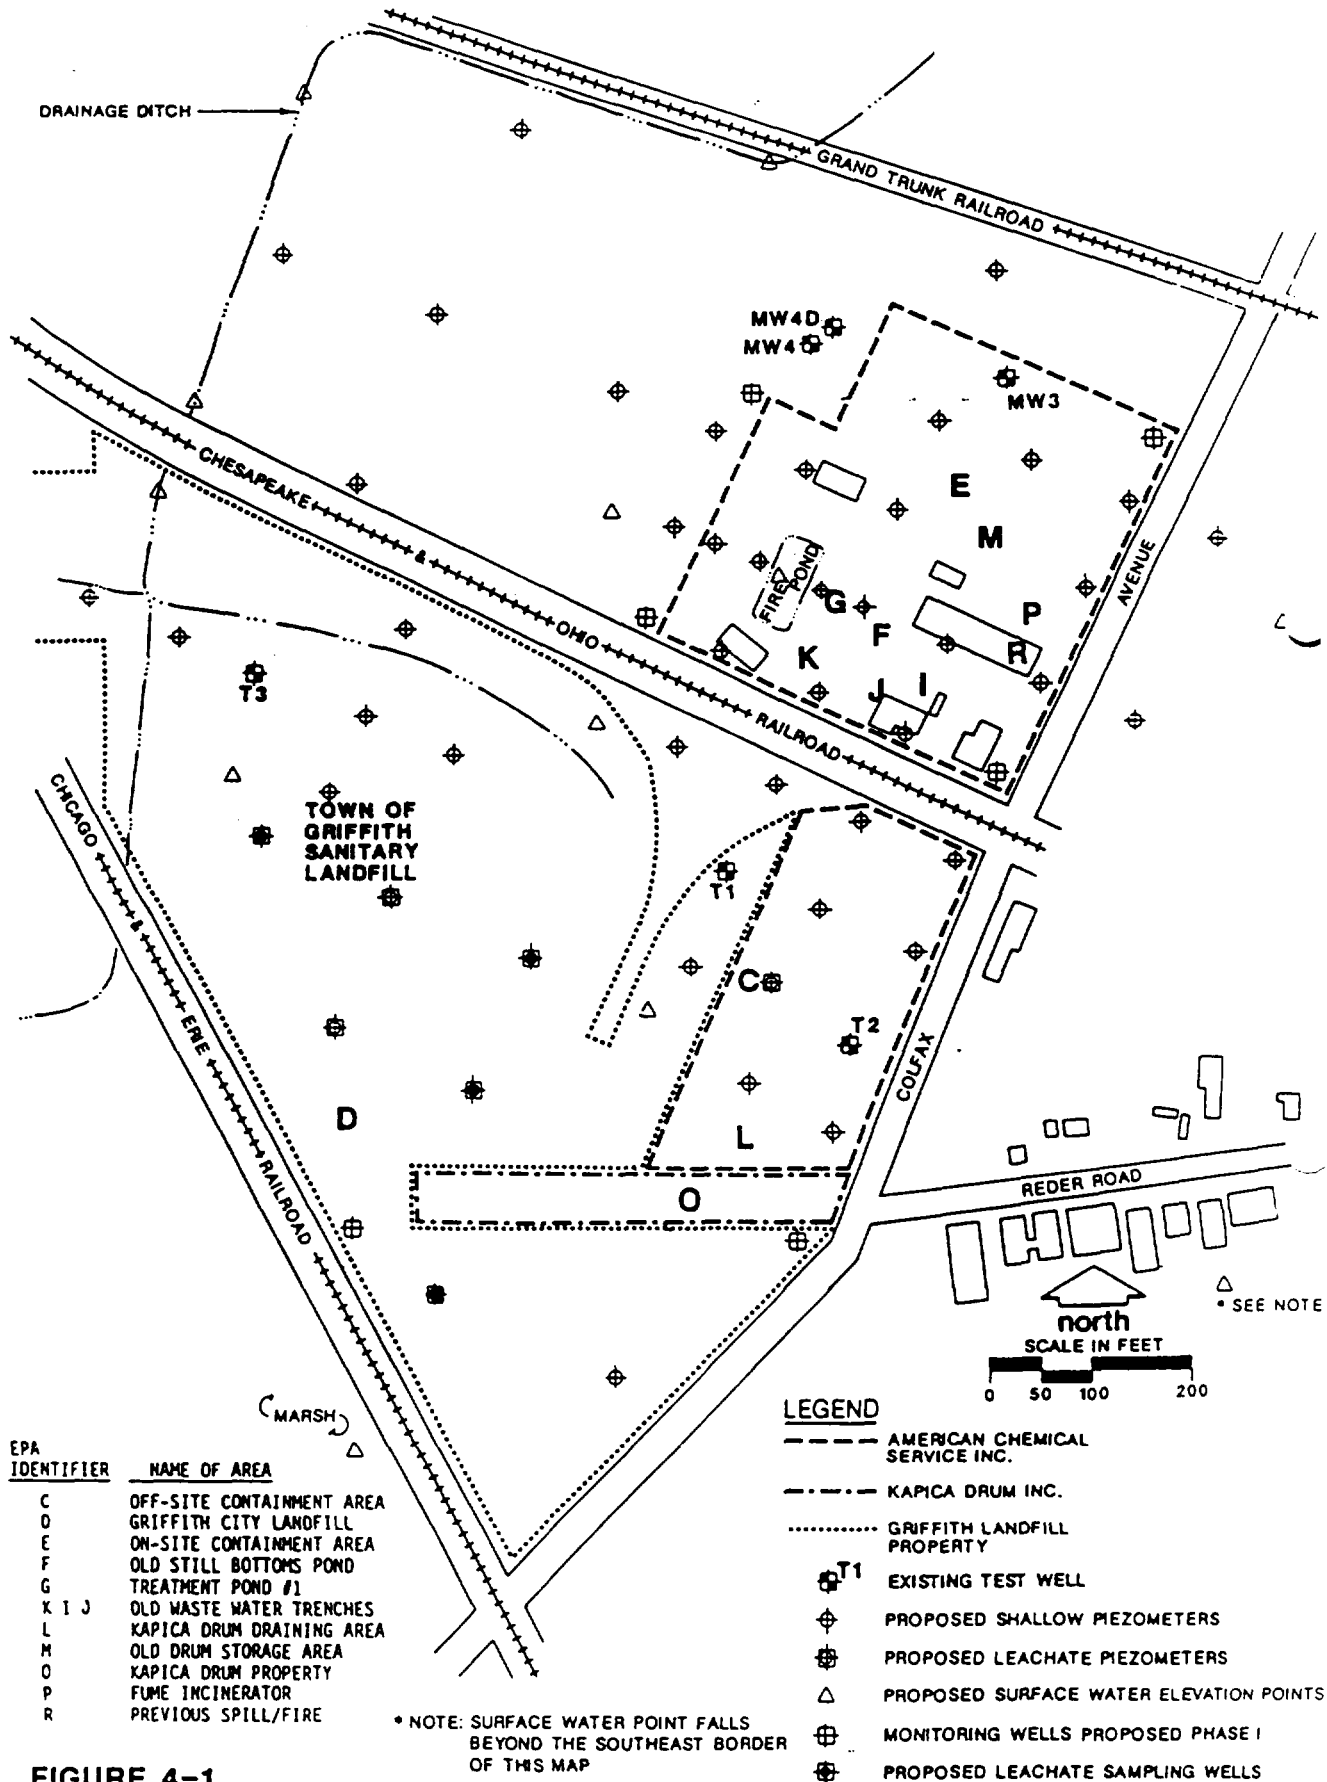 DRAINAGE DITCH
GRAND TRUNK RAILROAD
MW4D
MW4
MW3
CHESAPEAKE
&
OHIO
RAILROAD
E
M
AVENUE
FIRE POND
G
F
P
R
K
J
I
T3
CHICAGO
&
ERIE
RAILROAD
TOWN OF
GRIFFITH
SANITARY
LANDFILL
T1
C
T2
COLFAX
D
L
O
REDER ROAD
* SEE NOTE
north
SCALE IN FEET
0 50 100 200
MARSH
EPA
IDENTIFIER NAME OF AREA
C OFF-SITE CONTAINMENT AREA
D GRIFFITH CITY LANDFILL
E ON-SITE CONTAINMENT AREA
F OLD STILL BOTTOMS POND
G TREATMENT POND #1
K I J OLD WASTE WATER TRENCHES
L KAPICA DRUM DRAINING AREA
M OLD DRUM STORAGE AREA
O KAPICA DRUM PROPERTY
P FUME INCINERATOR
R PREVIOUS SPILL/FIRE
LEGEND
AMERICAN CHEMICAL
SERVICE INC.
KAPICA DRUM INC.
GRIFFITH LANDFILL
PROPERTY
T1 EXISTING TEST WELL
PROPOSED SHALLOW PIEZOMETERS
PROPOSED LEACHATE PIEZOMETERS
PROPOSED SURFACE WATER ELEVATION POINTS
MONITORING WELLS PROPOSED PHASE I
PROPOSED LEACHATE SAMPLING WELLS
* NOTE: SURFACE WATER POINT FALLS
BEYOND THE SOUTHEAST BORDER
OF THIS MAP
FIGURE 4-1